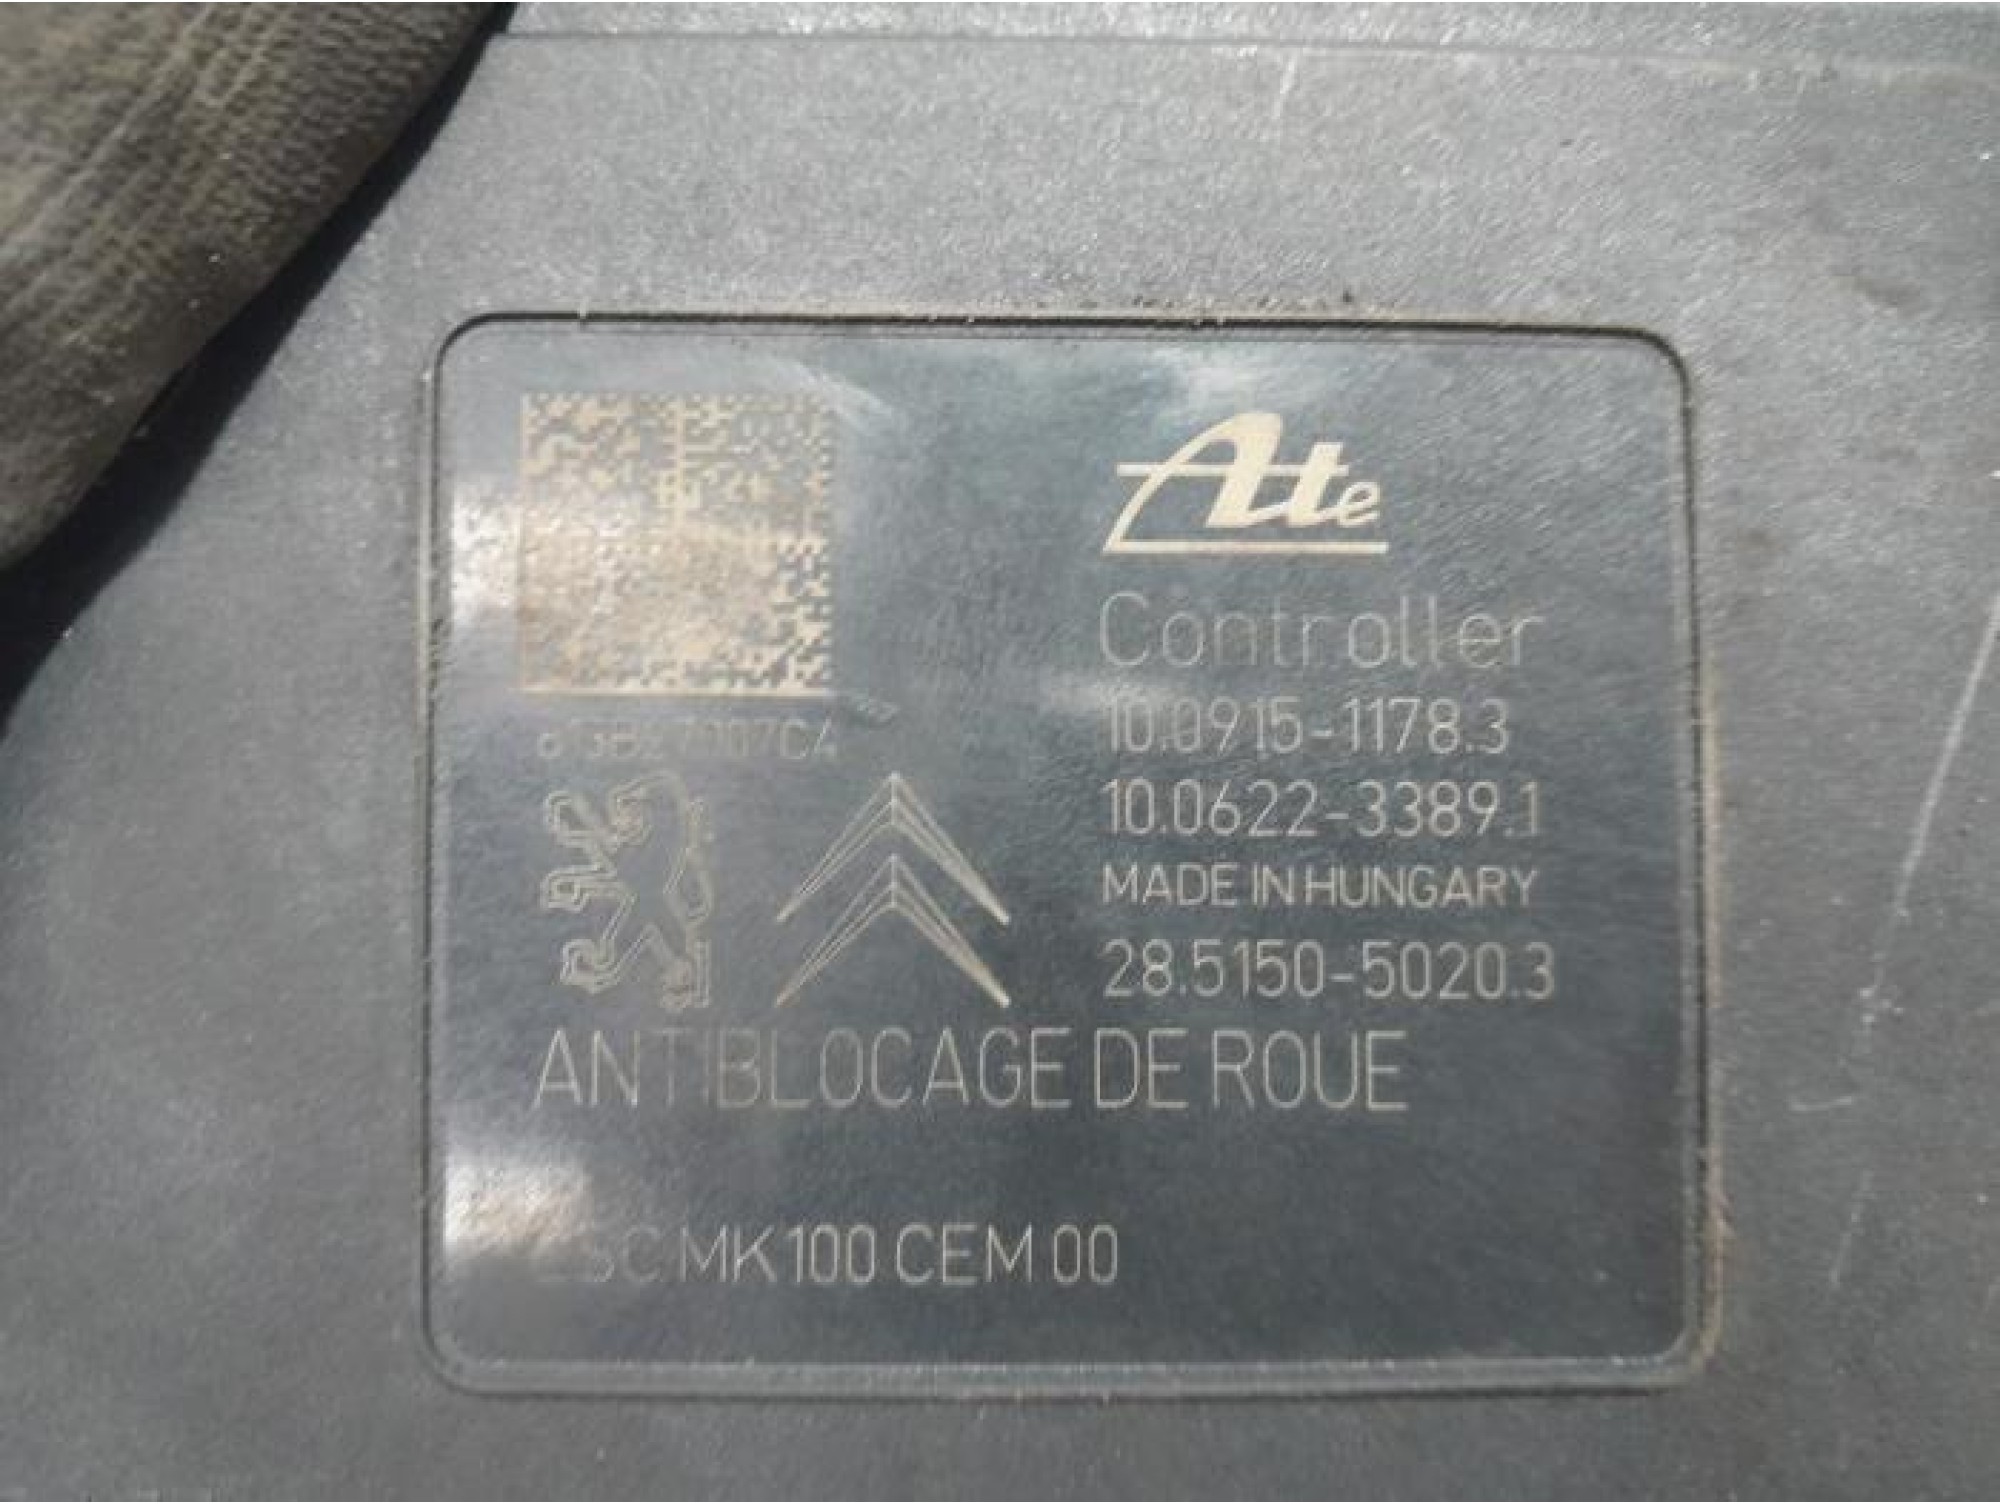 Ate
Controller
10.0915-1178.3
10.0622-3389.1
MADE IN HUNGARY
28.5150-5020.3
ANTIBLOCAGE DE ROUE
MK100 CEM 00